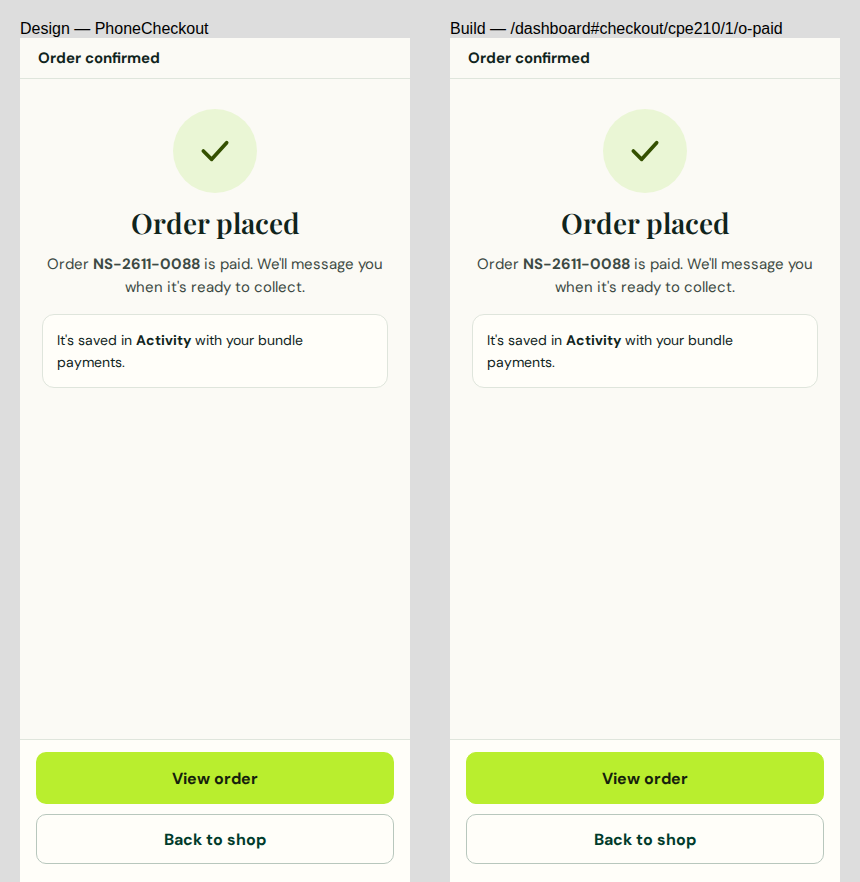 Design — PhoneCheckout
Order confirmed
Order placed
Order NS-2611-0088 is paid. We'll message you
when it's ready to collect.
It's saved in Activity with your bundle
payments.
View order
Back to shop
Build — /dashboard#checkout/cpe210/1/o-paid
Order confirmed
Order placed
Order NS-2611-0088 is paid. We'll message you
when it's ready to collect.
It's saved in Activity with your bundle
payments.
View order
Back to shop